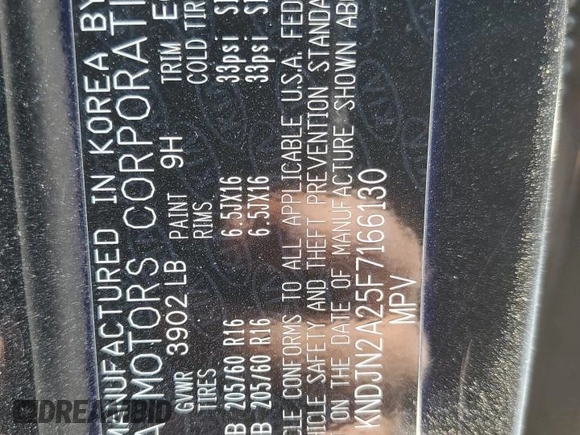 MANUFACTURED IN KOREA BY
A MOTORS CORPORATI
GVWR PAINT TRIM
3902 LB 9H E
TIRES RIMS COLD TIR
205/60 R16 6.5JX16 33psi
205/60 R16 6.5JX16 33psi
CLE CONFORMS TO ALL APPLICABLE U.S.A. FED
HICLE SAFETY AND THEFT PREVENTION STANDA
ON THE DATE OF MANUFACTURE SHOWN AB
KNDJN2A25F7166130
MPV
DREAMBID